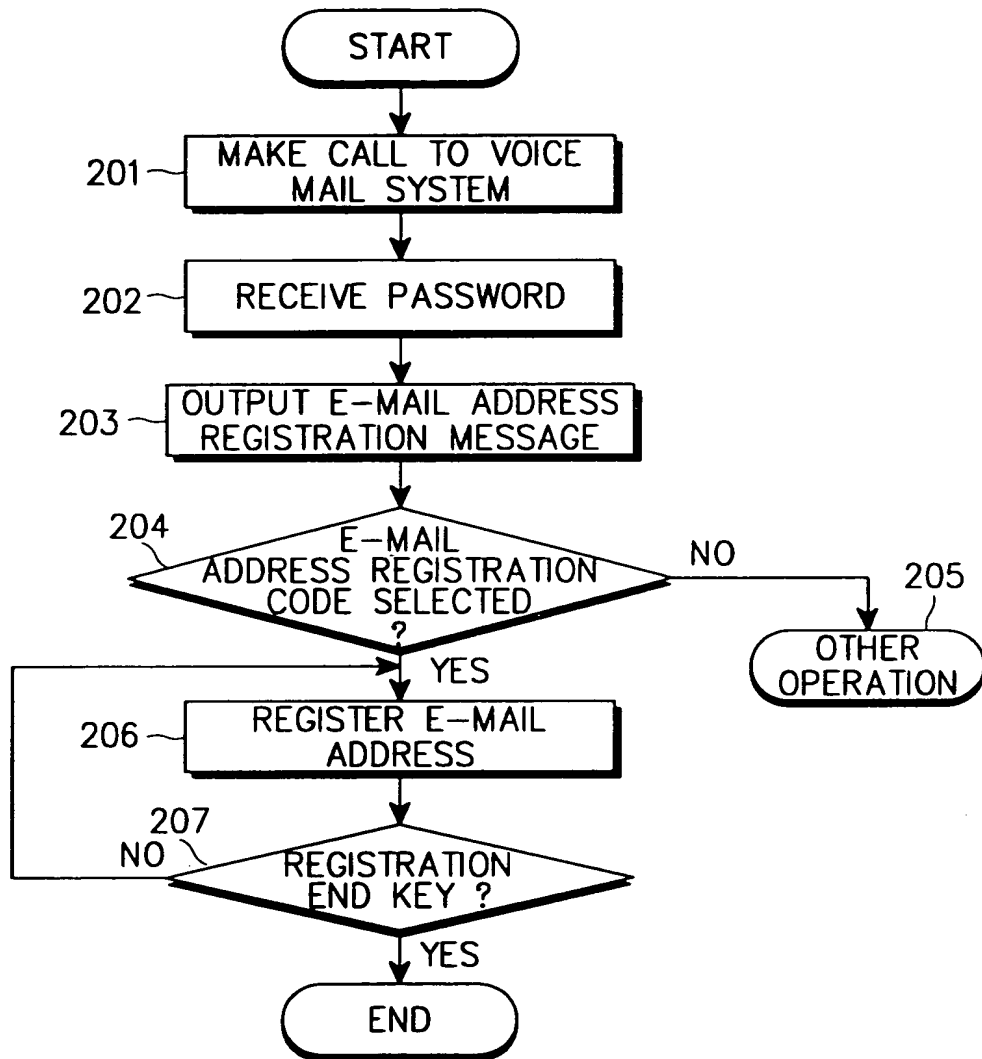 START
201
MAKE CALL TO VOICE
MAIL SYSTEM
202
RECEIVE PASSWORD
203
OUTPUT E-MAIL ADDRESS
REGISTRATION MESSAGE
204
E-MAIL
ADDRESS REGISTRATION
CODE SELECTED
?
NO
205
OTHER
OPERATION
YES
206
REGISTER E-MAIL
ADDRESS
207
NO
REGISTRATION
END KEY ?
YES
END